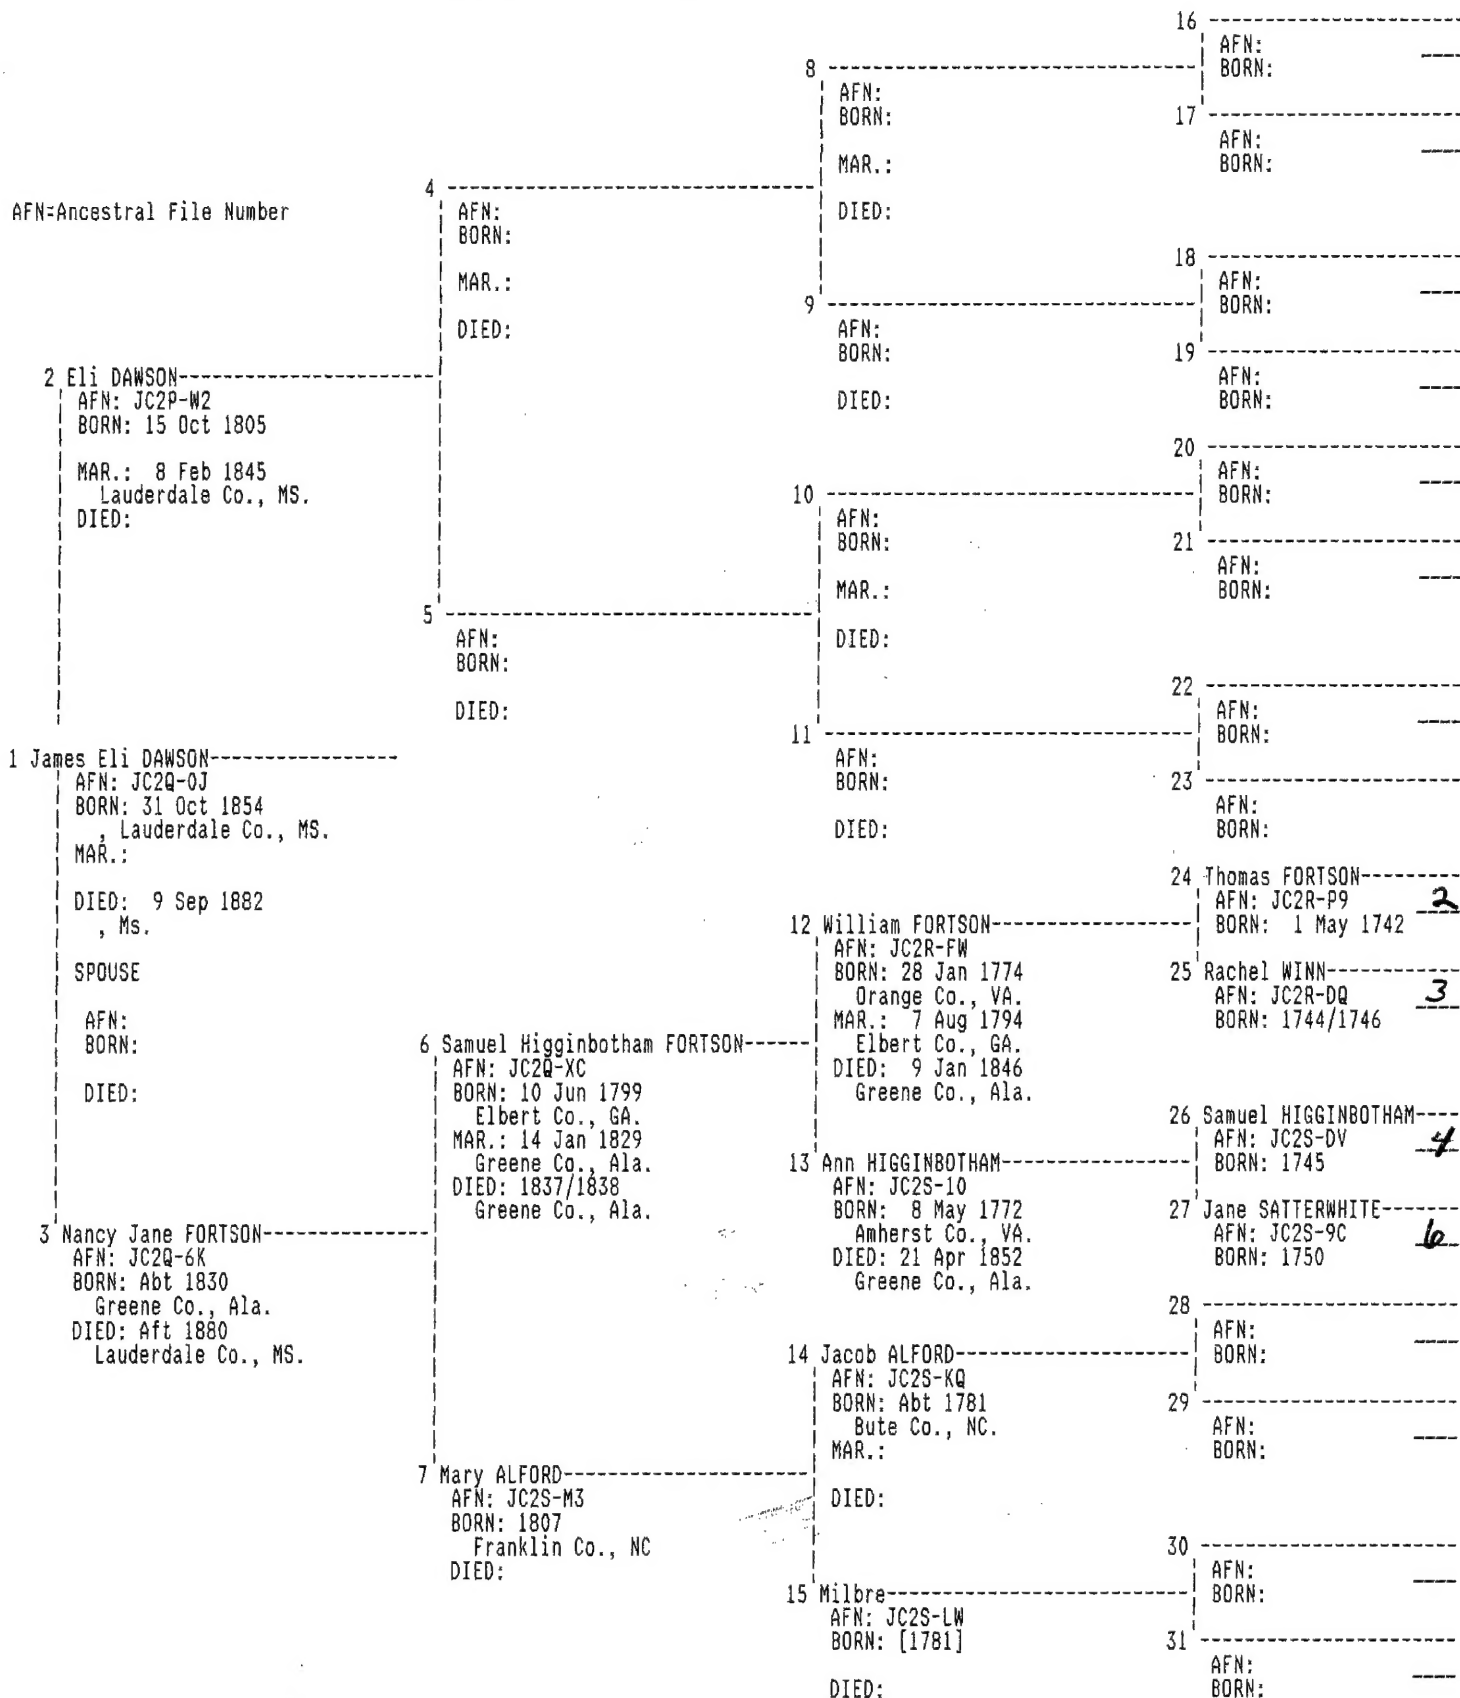 AFN=Ancestral File Number
1 James Eli DAWSON
AFN: JC2Q-0J
BORN: 31 Oct 1854
, Lauderdale Co., MS.
MAR.:
DIED: 9 Sep 1882
, Ms.
SPOUSE
AFN:
BORN:
DIED:
2 Eli DAWSON
AFN: JC2P-W2
BORN: 15 Oct 1805
MAR.: 8 Feb 1845
Lauderdale Co., MS.
DIED:
3 Nancy Jane FORTSON
AFN: JC2Q-6K
BORN: Abt 1830
Greene Co., Ala.
DIED: Aft 1880
Lauderdale Co., MS.
4
AFN:
BORN:
MAR.:
DIED:
5
AFN:
BORN:
DIED:
6 Samuel Higginbotham FORTSON
AFN: JC2Q-XC
BORN: 10 Jun 1799
Elbert Co., GA.
MAR.: 14 Jan 1829
Greene Co., Ala.
DIED: 1837/1838
Greene Co., Ala.
7 Mary ALFORD
AFN: JC2S-M3
BORN: 1807
Franklin Co., NC
DIED:
8
AFN:
BORN:
MAR.:
DIED:
9
AFN:
BORN:
DIED:
10
AFN:
BORN:
MAR.:
DIED:
11
AFN:
BORN:
DIED:
12 William FORTSON
AFN: JC2R-FW
BORN: 28 Jan 1774
Orange Co., VA.
MAR.: 7 Aug 1794
Elbert Co., GA.
DIED: 9 Jan 1846
Greene Co., Ala.
13 Ann HIGGINBOTHAM
AFN: JC2S-10
BORN: 8 May 1772
Amherst Co., VA.
DIED: 21 Apr 1852
Greene Co., Ala.
14 Jacob ALFORD
AFN: JC2S-KQ
BORN: Abt 1781
Bute Co., NC.
MAR.:
DIED:
15 Milbre
AFN: JC2S-LW
BORN: [1781]
DIED:
16
AFN:
BORN:
17
AFN:
BORN:
18
AFN:
BORN:
19
AFN:
BORN:
20
AFN:
BORN:
21
AFN:
BORN:
22
AFN:
BORN:
23
AFN:
BORN:
24 Thomas FORTSON
AFN: JC2R-P9 2
BORN: 1 May 1742
25 Rachel WINN
AFN: JC2R-DQ 3
BORN: 1744/1746
26 Samuel HIGGINBOTHAM
AFN: JC2S-DV 4
BORN: 1745
27 Jane SATTERWHITE
AFN: JC2S-9C 6
BORN: 1750
28
AFN:
BORN:
29
AFN:
BORN:
30
AFN:
BORN:
31
AFN:
BORN: